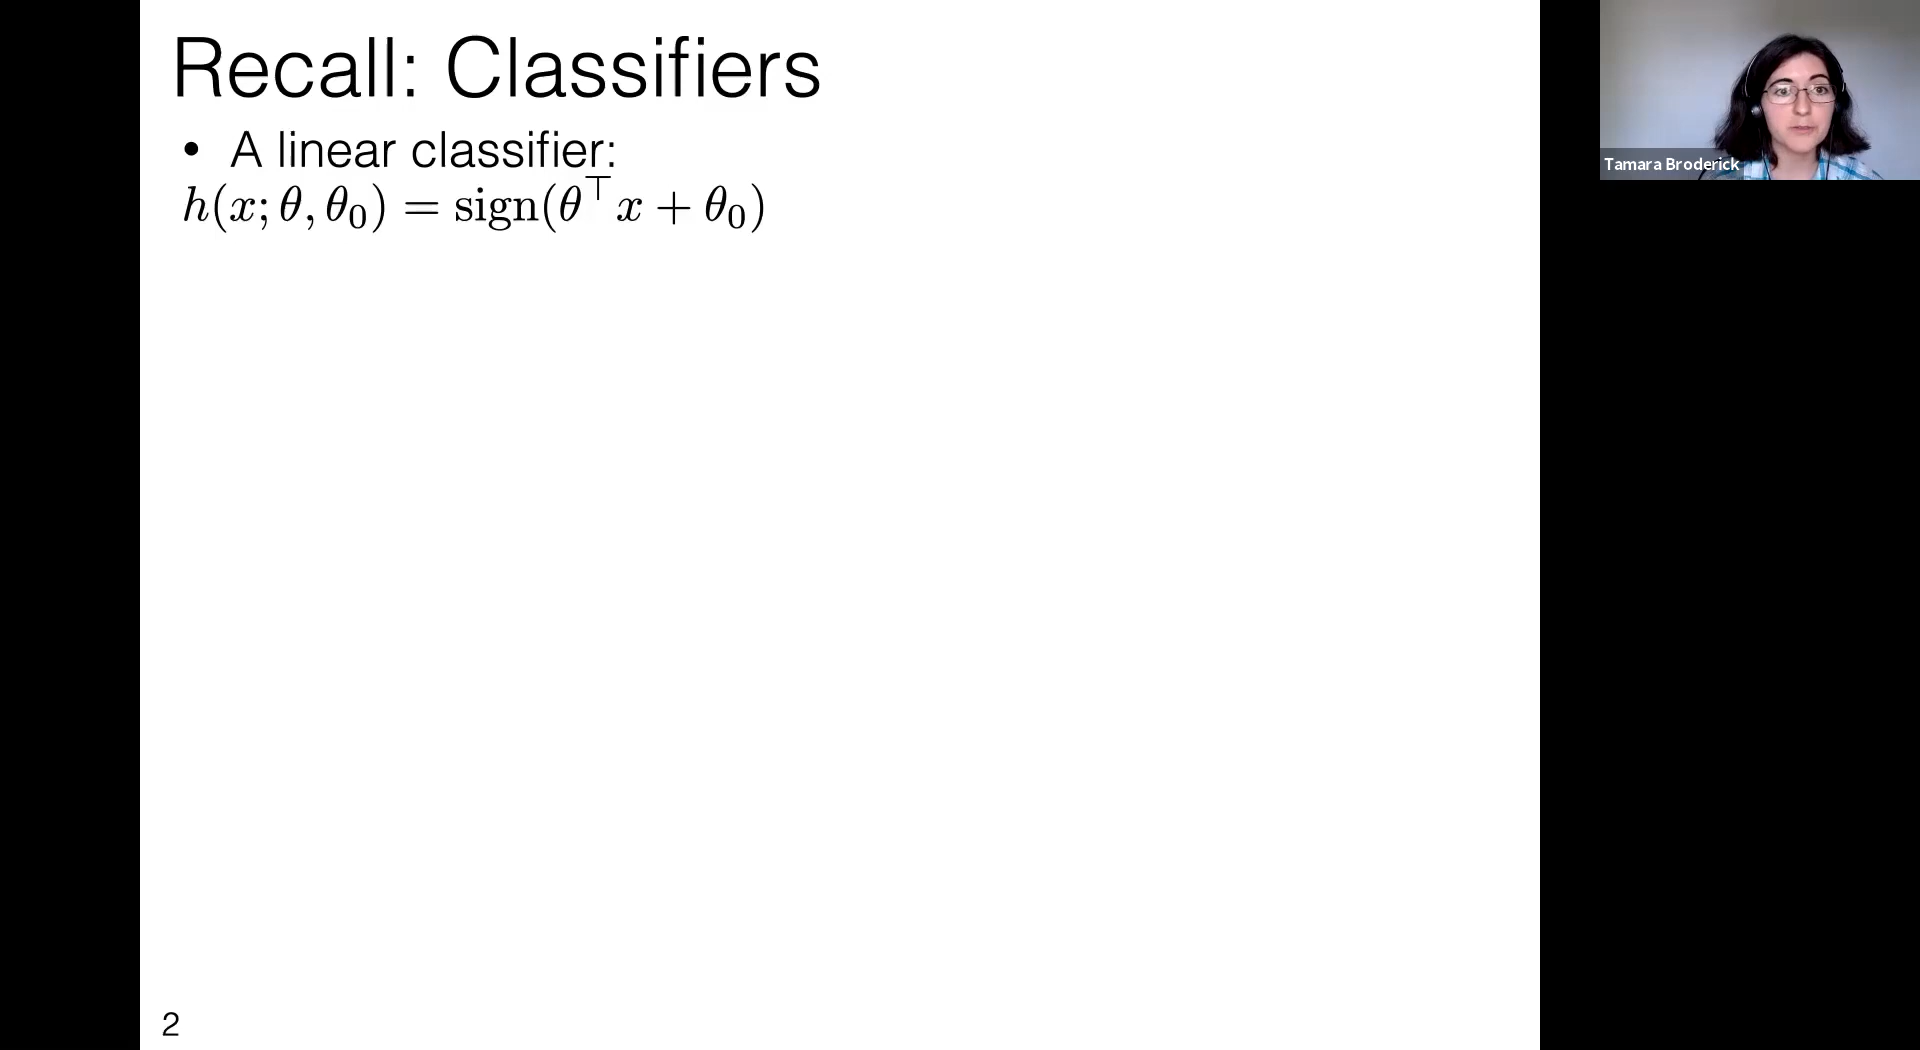 Recall: Classifiers
• A linear classifier:
h(x; θ, θ₀) = sign(θ^⊤ x + θ₀)
2
Tamara Broderick